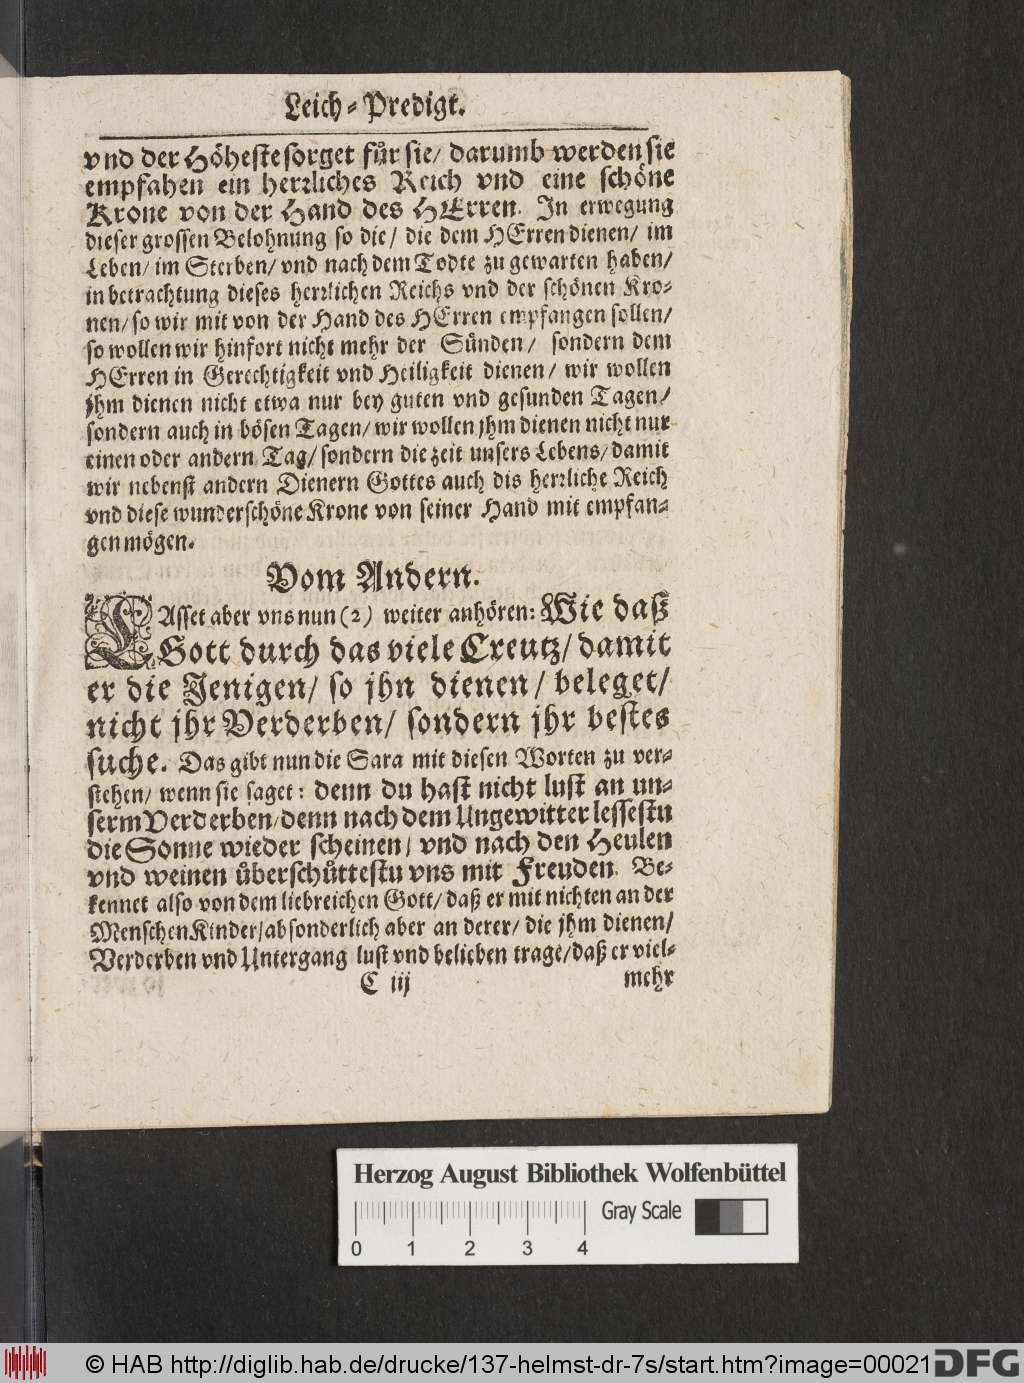 Leich-Predigt.
vnd der Höheste sorget für sie/ darumb werden sie
empfahen ein herrliches Reich vnd eine schöne
Krone von der Hand des HErren. In erwegung
dieser grossen Belohnung so die/ die dem HErren dienen/ im
Leben/ im Sterben/ vnd nach dem Todte zu gewarten haben/
in betrachtung dieses herrlichen Reichs vnd der schönen Kro-
nen/ so wir mit von der Hand des HErren empfangen sollen/
so wollen wir hinfort nicht mehr der Sünden/ sondern dem
HErren in Gerechtigkeit vnd Heiligkeit dienen/ wir wollen
jhm dienen nicht etwa nur bey guten vnd gesunden Tagen/
sondern auch in bösen Tagen/ wir wollen jhm dienen nicht nur
einen oder andern Tag/ sondern die zeit unsers Lebens/ damit
wir nebenst andern Dienern Gottes auch dis herrliche Reich
vnd diese wunderschöne Krone von seiner Hand mit empfan-
gen mögen.
Vom Andern.
LAsset aber vns nun (2) weiter anhören: Wie daß
Gott durch das viele Creutz/ damit
er die Jenigen/ so jhn dienen/ beleget/
nicht jhr Verderben/ sondern jhr bestes
suche. Das gibt nun die Sara mit diesen Worten zu ver-
stehen/ wenn sie saget: denn du hast nicht lust an un-
serm Verderben/ denn nach dem Ungewitter lessestu
die Sonne wieder scheinen/ vnd nach den Heulen
vnd weinen überschüttestu vns mit Freuden. Be-
kennet also von dem liebreichen Gott/ daß er mit nichten an der
Menschen Kinder/ absonderlich aber an derer/ die jhm dienen/
Verderben vnd Untergang lust vnd belieben trage/ daß er viel-
C iij mehr
Herzog August Bibliothek Wolfenbüttel
Gray Scale
0 1 2 3 4
© HAB http://diglib.hab.de/drucke/137-helmst-dr-7s/start.htm?image=00021
DFG